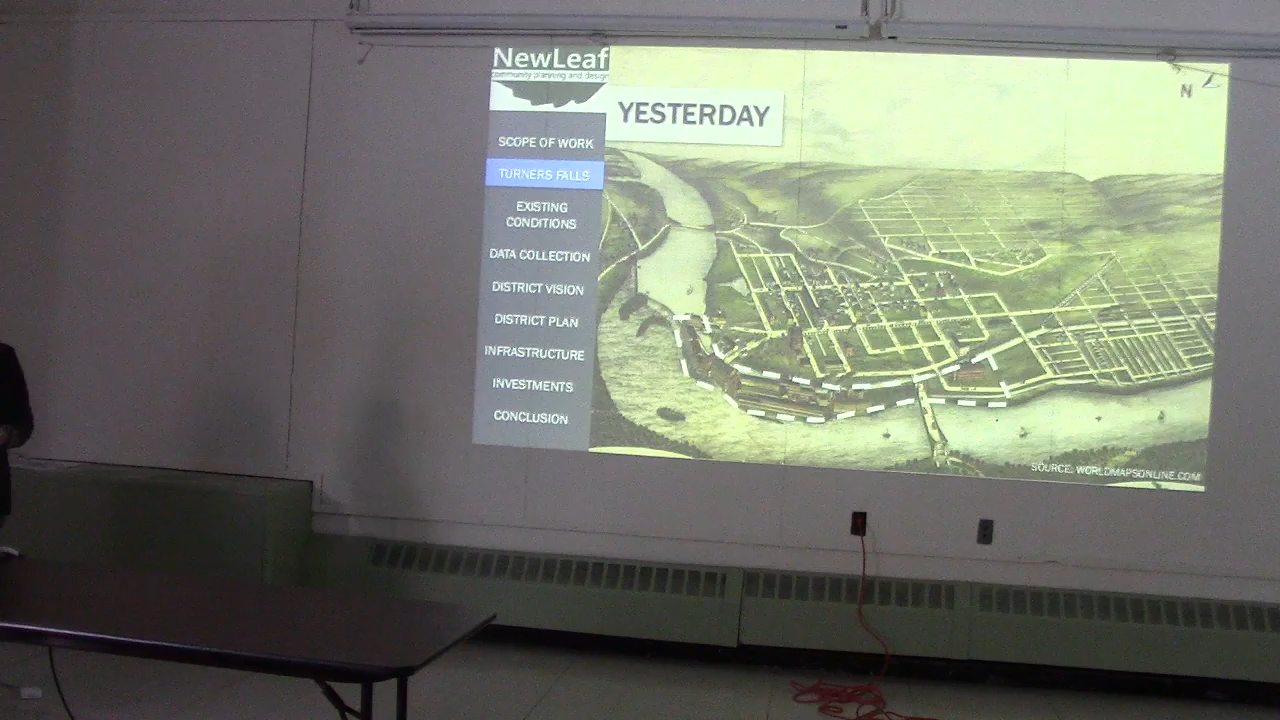 NewLeaf
community planning and design
YESTERDAY
N
SCOPE OF WORK
TURNERS FALLS
EXISTING
CONDITIONS
DATA COLLECTION
DISTRICT VISION
DISTRICT PLAN
INFRASTRUCTURE
INVESTMENTS
CONCLUSION
SOURCE: WORLDMAPSONLINE.COM